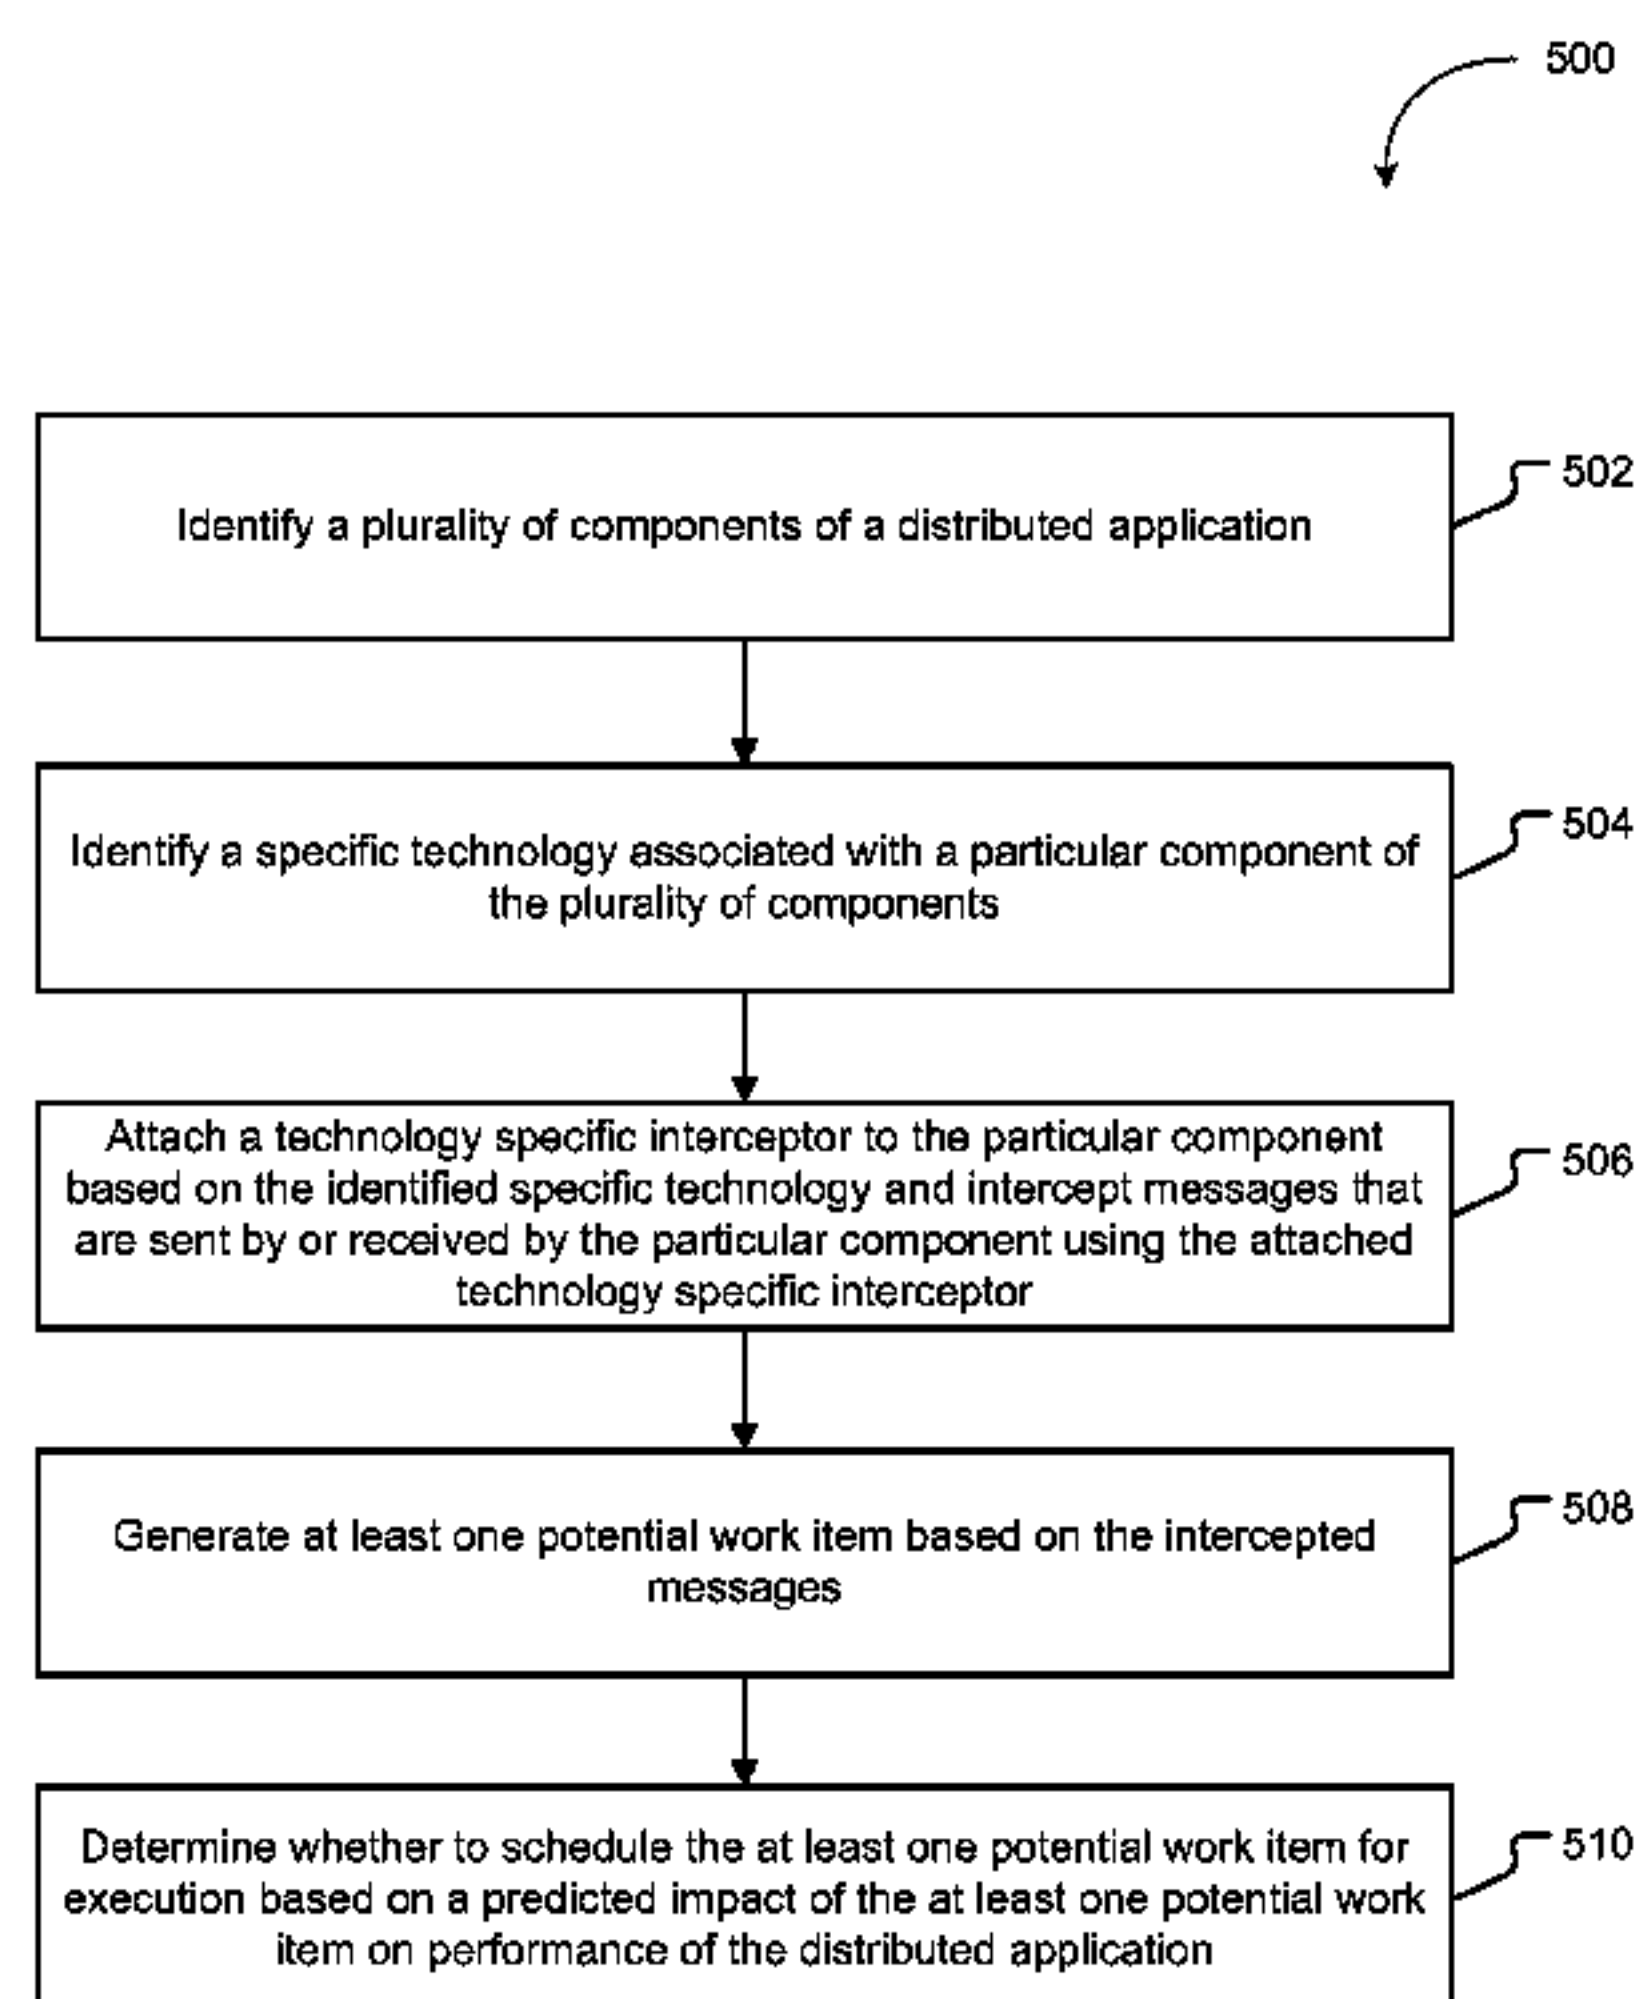 500
Identify a plurality of components of a distributed application
502
Identify a specific technology associated with a particular component of
the plurality of components
504
Attach a technology specific interceptor to the particular component
based on the identified specific technology and intercept messages that
are sent by or received by the particular component using the attached
technology specific interceptor
506
Generate at least one potential work item based on the intercepted
messages
508
Determine whether to schedule the at least one potential work item for
execution based on a predicted impact of the at least one potential work
item on performance of the distributed application
510